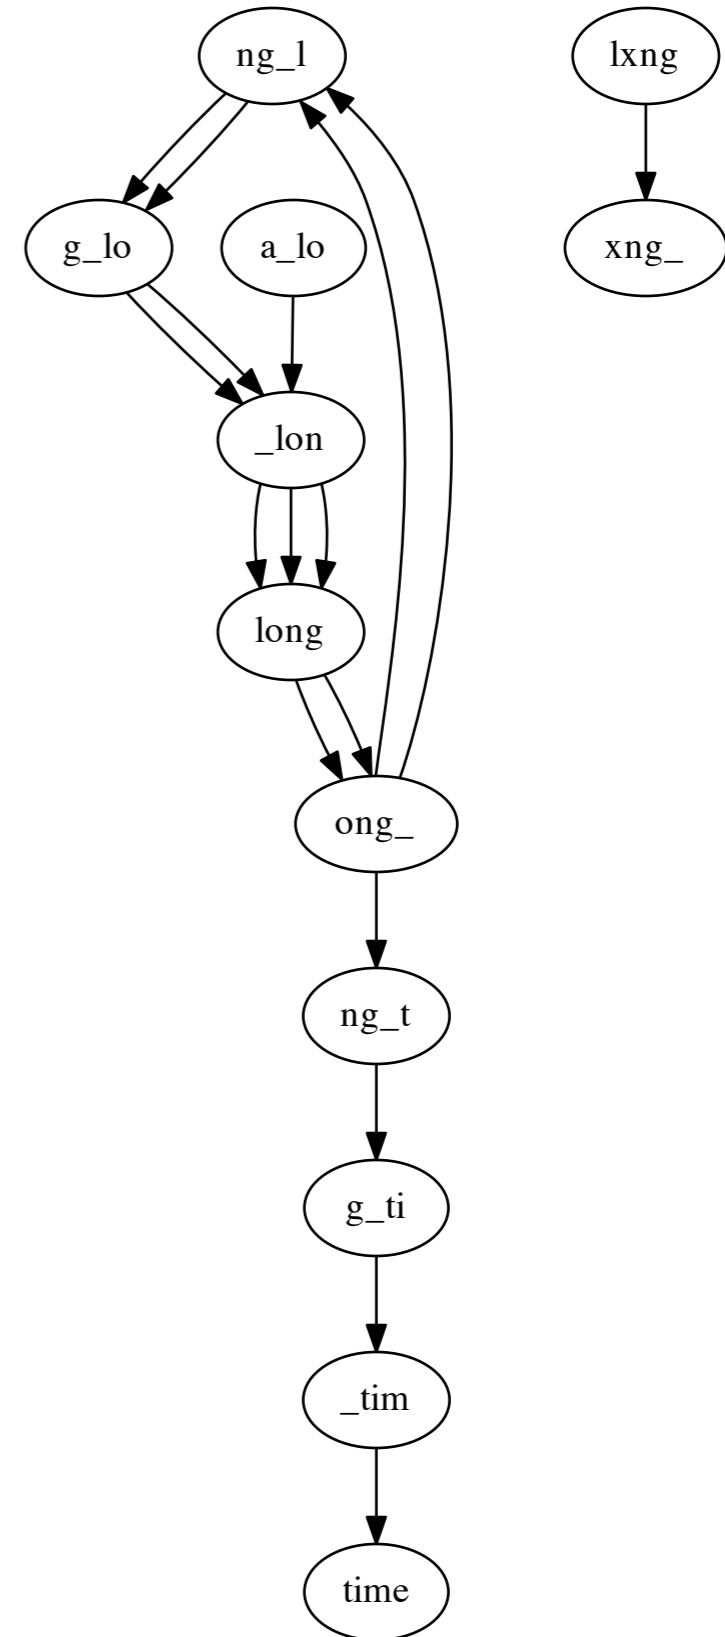 ng_l
lxng
g_lo
a_lo
xng_
_lon
long
ong_
ng_t
g_ti
_tim
time